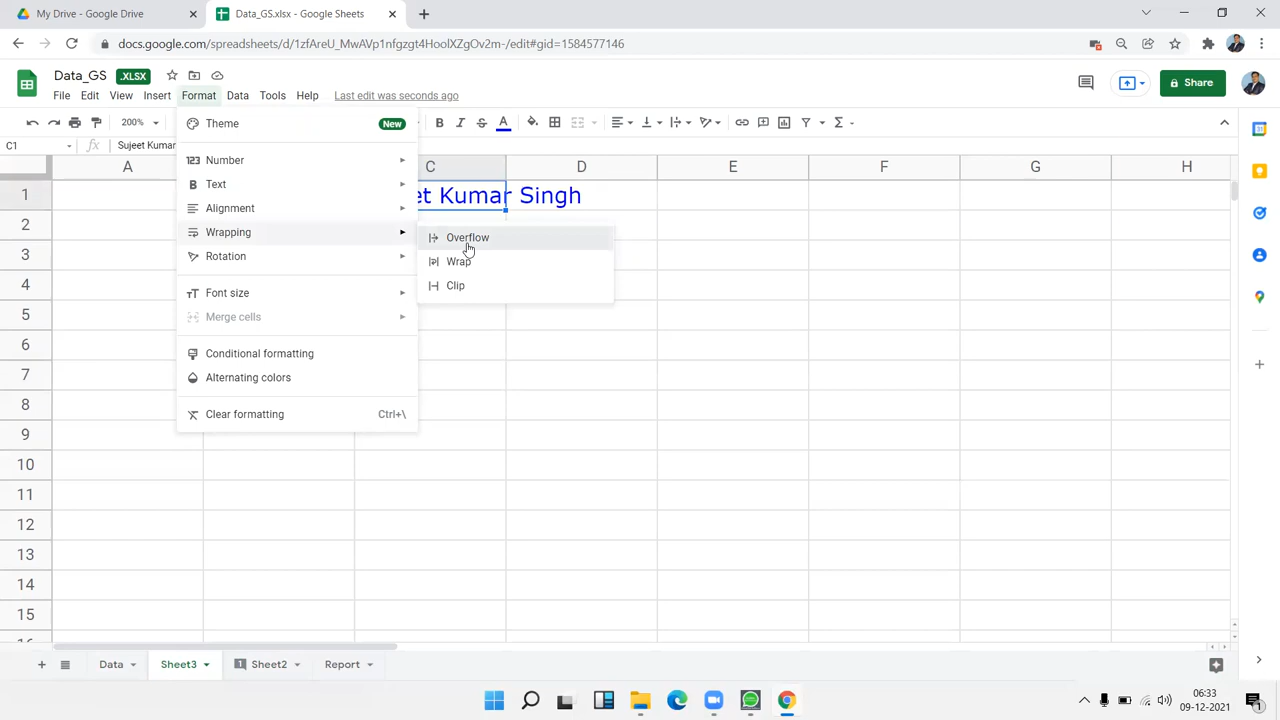 My Drive - Google Drive
Data_GS.xlsx - Google Sheets
docs.google.com/spreadsheets/d/1zfAreU_MwAVp1nfgzgt4HoolXZgOv2m-/edit#gid=1584577146
Data_GS .XLSX
File Edit View Insert Format Data Tools Help Last edit was seconds ago
Share
200%
C1 Sujeet Kumar
A C D E F G H
Theme New
123 Number
Text
Alignment
Wrapping
Rotation
Font size
Merge cells
Conditional formatting
Alternating colors
Clear formatting Ctrl+\
Overflow
Wrap
Clip
1 et Kumar Singh
2
3
4
5
6
7
8
9
10
11
12
13
14
15
Data Sheet3 1 Sheet2 Report
06:33
09-12-2021
1